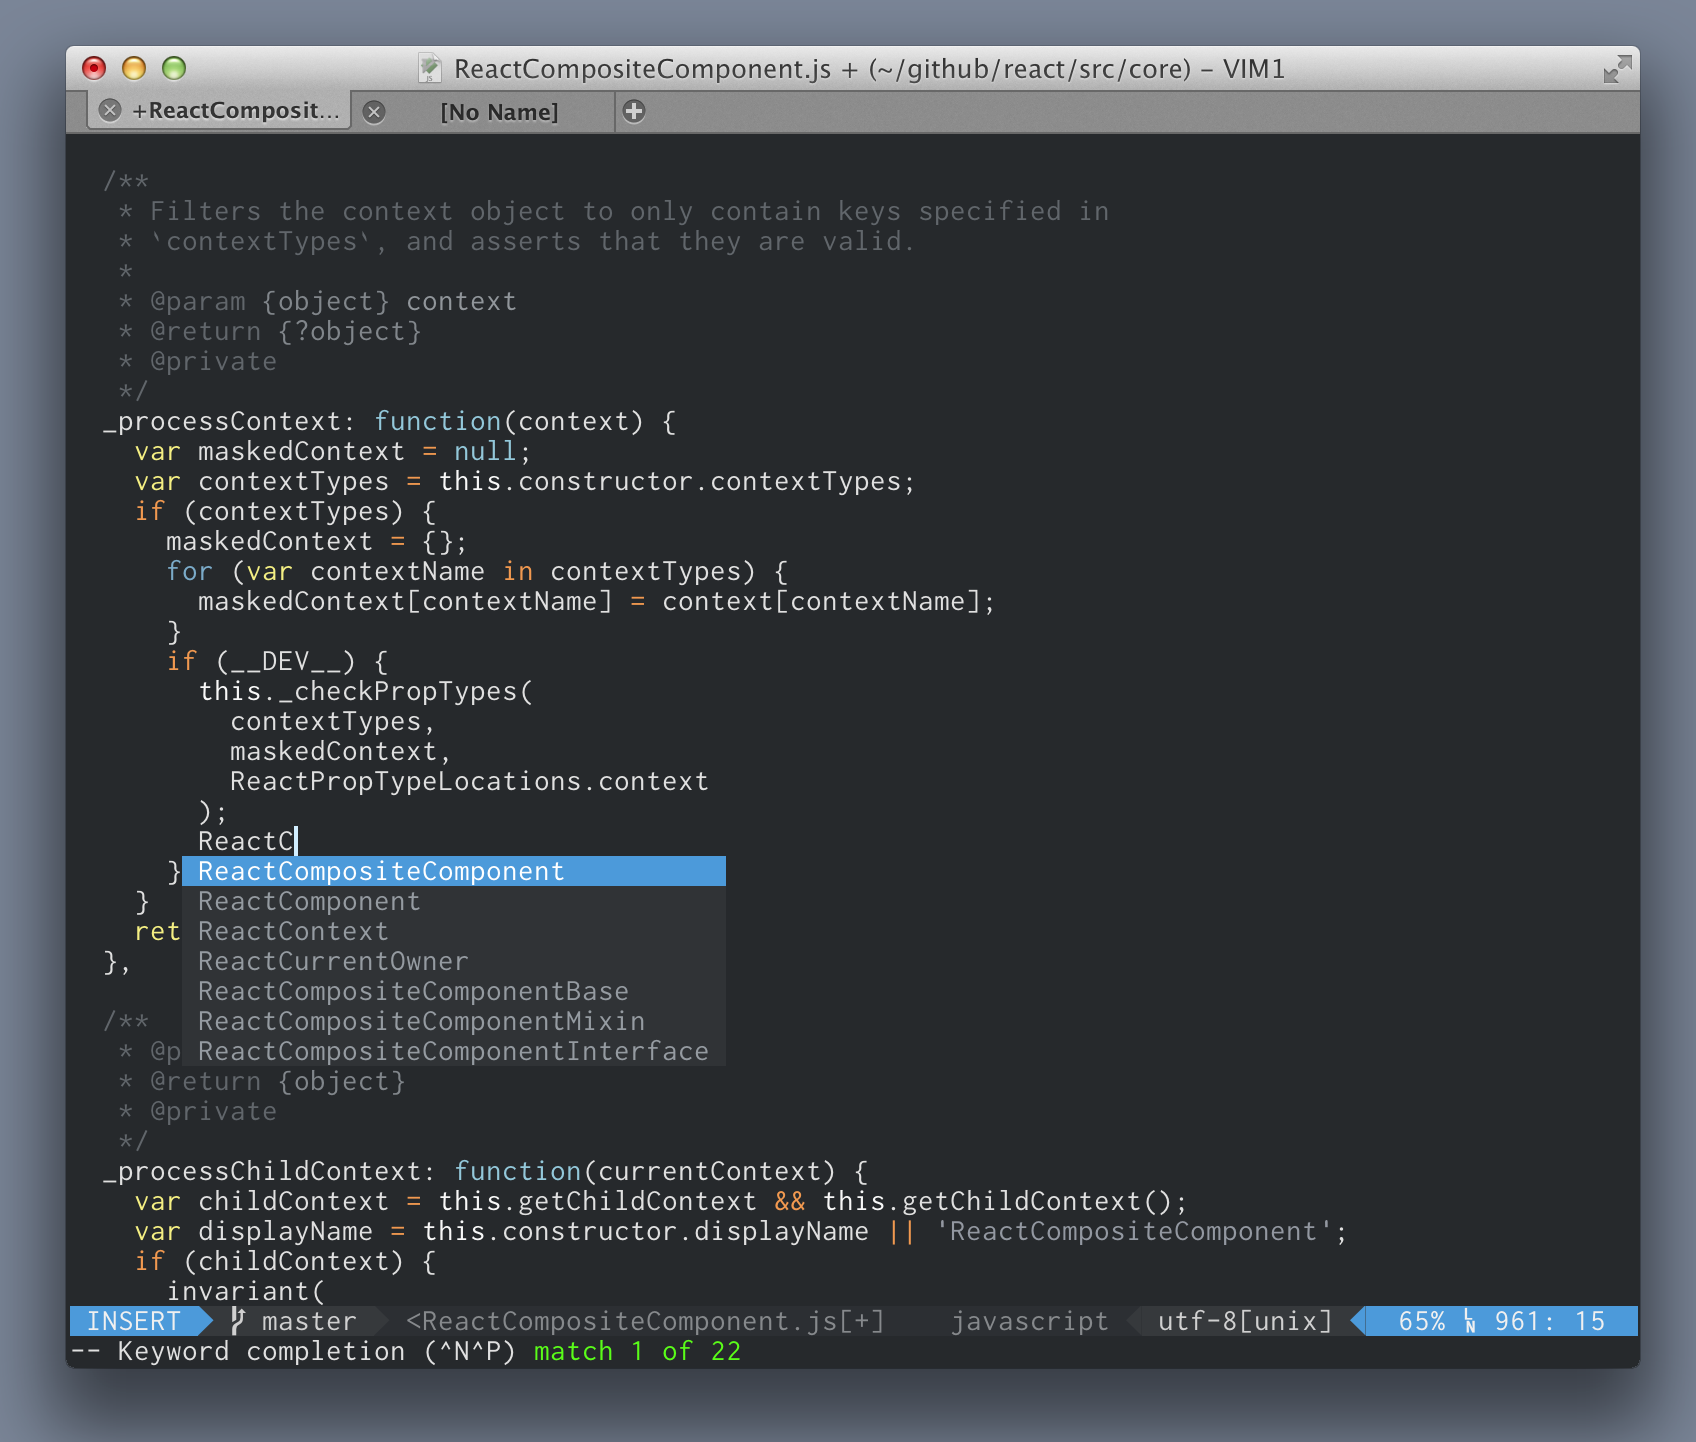 ReactCompositeComponent.js + (~/github/react/src/core) – VIM1
+ReactComposit... [No Name]
/**
 * Filters the context object to only contain keys specified in
 * `contextTypes`, and asserts that they are valid.
 *
 * @param {object} context
 * @return {?object}
 * @private
 */
_processContext: function(context) {
  var maskedContext = null;
  var contextTypes = this.constructor.contextTypes;
  if (contextTypes) {
    maskedContext = {};
    for (var contextName in contextTypes) {
      maskedContext[contextName] = context[contextName];
    }
    if (__DEV__) {
      this._checkPropTypes(
        contextTypes,
        maskedContext,
        ReactPropTypeLocations.context
      );
      ReactC
    } ReactCompositeComponent
  }   ReactComponent
  ret ReactContext
},    ReactCurrentOwner
      ReactCompositeComponentBase
/**   ReactCompositeComponentMixin
 * @p ReactCompositeComponentInterface
 * @return {object}
 * @private
 */
_processChildContext: function(currentContext) {
  var childContext = this.getChildContext && this.getChildContext();
  var displayName = this.constructor.displayName || 'ReactCompositeComponent';
  if (childContext) {
    invariant(
INSERT master <ReactCompositeComponent.js[+] javascript utf-8[unix] 65% LN 961: 15
-- Keyword completion (^N^P) match 1 of 22